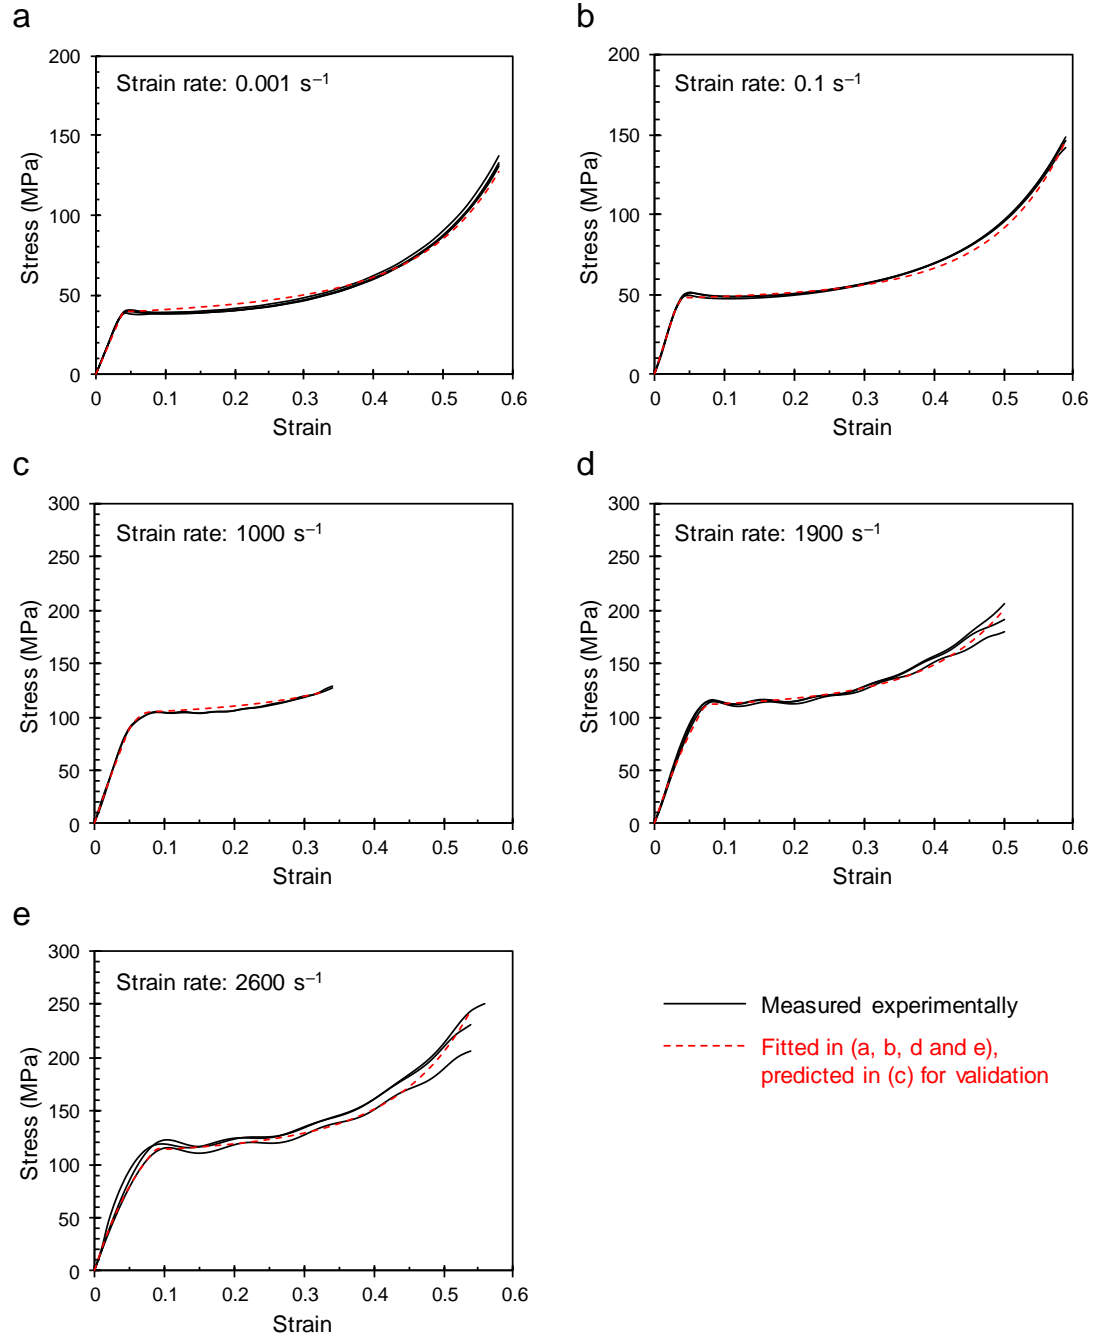 a
Strain rate: 0.001 s⁻¹
Stress (MPa)
200
150
100
50
0
0 0.1 0.2 0.3 0.4 0.5 0.6
Strain
b
Strain rate: 0.1 s⁻¹
Stress (MPa)
200
150
100
50
0
0 0.1 0.2 0.3 0.4 0.5 0.6
Strain
c
Strain rate: 1000 s⁻¹
Stress (MPa)
300
250
200
150
100
50
0
0 0.1 0.2 0.3 0.4 0.5 0.6
Strain
d
Strain rate: 1900 s⁻¹
Stress (MPa)
300
250
200
150
100
50
0
0 0.1 0.2 0.3 0.4 0.5 0.6
Strain
e
Strain rate: 2600 s⁻¹
Stress (MPa)
300
250
200
150
100
50
0
0 0.1 0.2 0.3 0.4 0.5 0.6
Strain
Measured experimentally
Fitted in (a, b, d and e),
predicted in (c) for validation